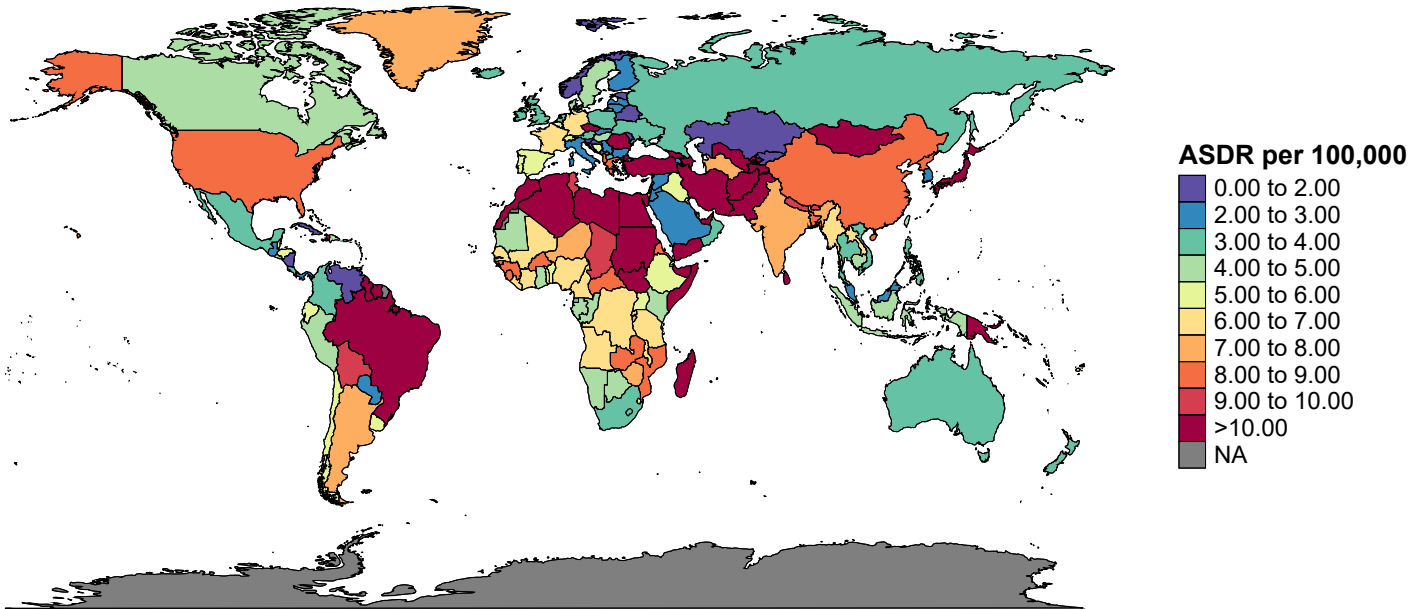 ASDR per 100,000
0.00 to 2.00
2.00 to 3.00
3.00 to 4.00
4.00 to 5.00
5.00 to 6.00
6.00 to 7.00
7.00 to 8.00
8.00 to 9.00
9.00 to 10.00
>10.00
NA